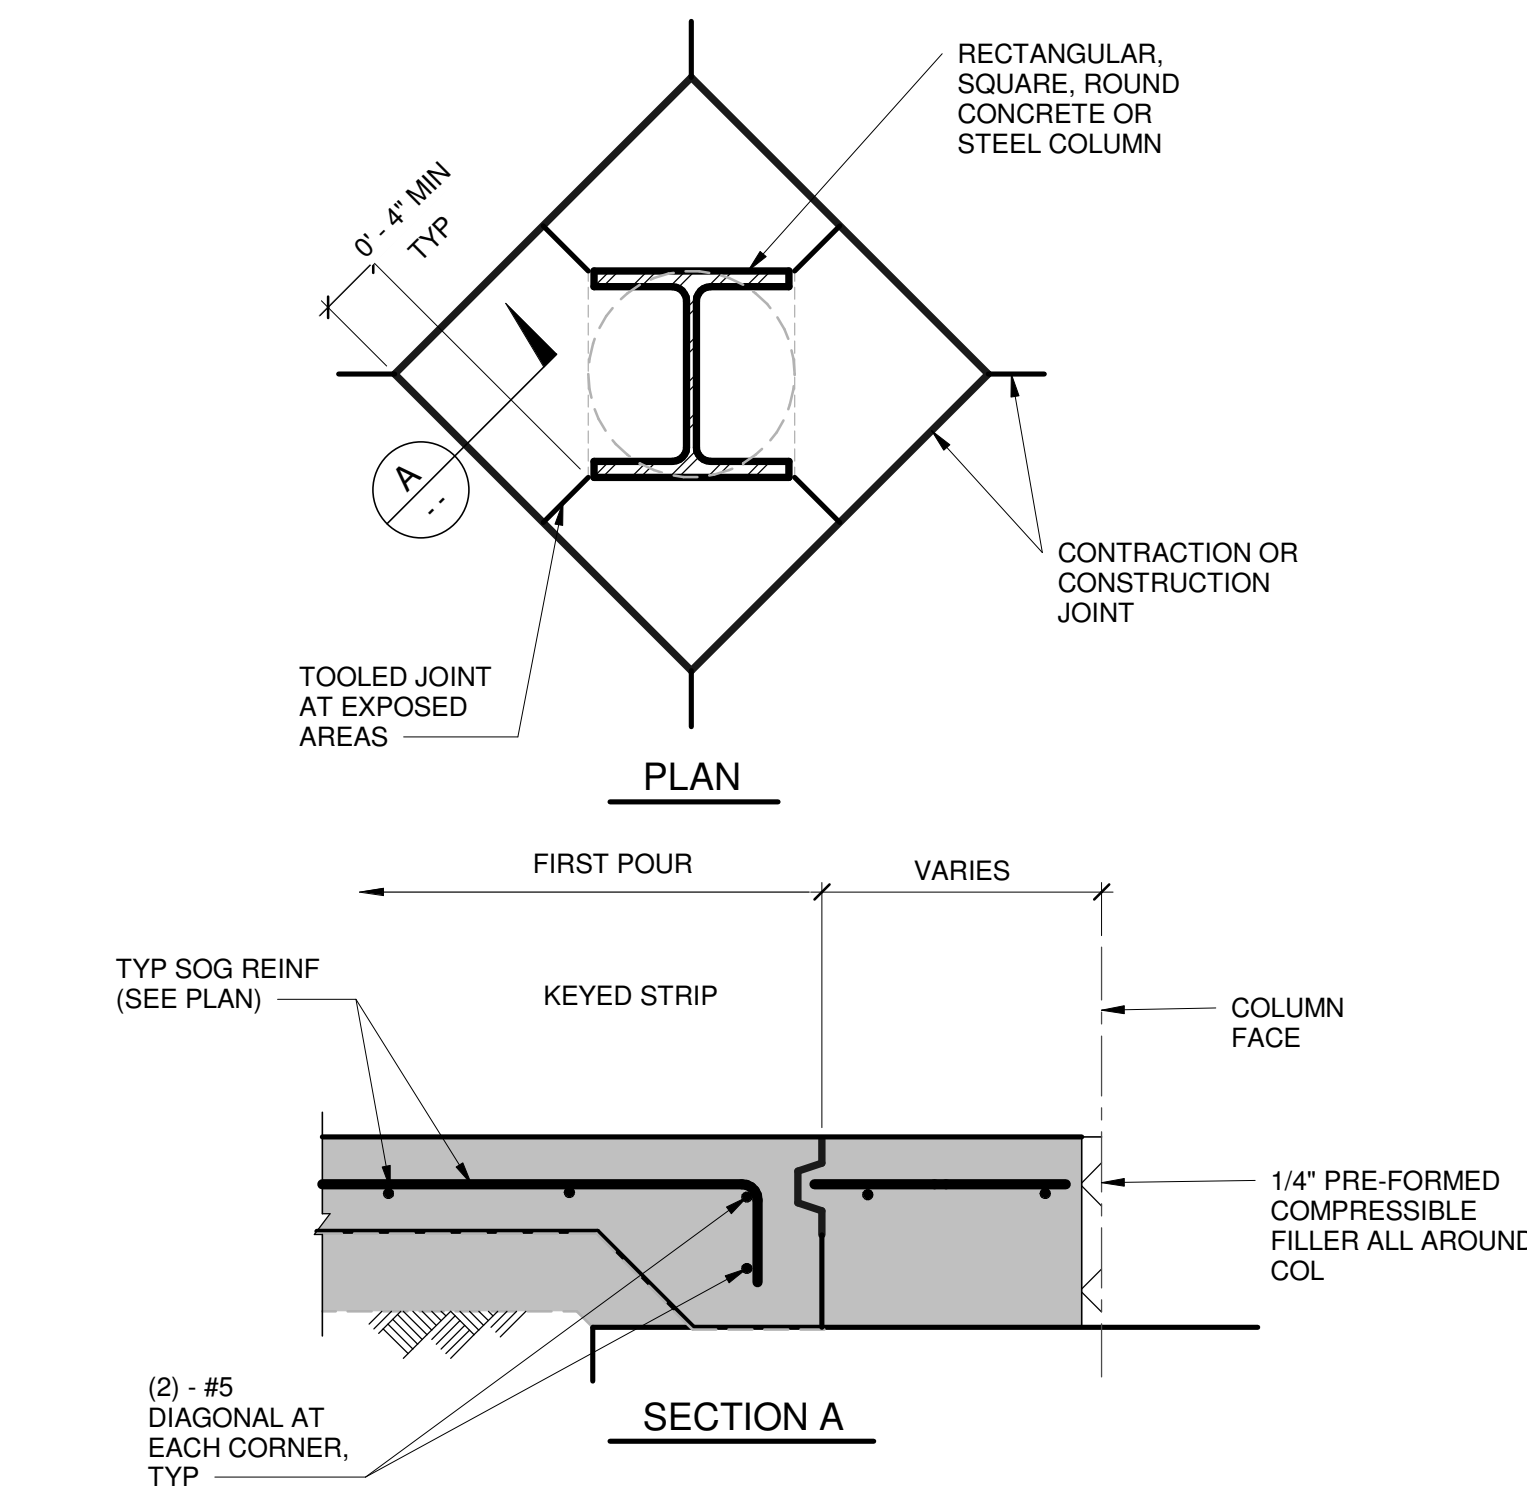 RECTANGULAR,
SQUARE, ROUND
CONCRETE OR
STEEL COLUMN
0' - 4" MIN
TYP
A
- -
CONTRACTION OR
CONSTRUCTION
JOINT
TOOLED JOINT
AT EXPOSED
AREAS
PLAN
FIRST POUR
VARIES
TYP SOG REINF
(SEE PLAN)
KEYED STRIP
COLUMN
FACE
1/4" PRE-FORMED
COMPRESSIBLE
FILLER ALL AROUND
COL
(2) - #5
DIAGONAL AT
EACH CORNER,
TYP
SECTION A